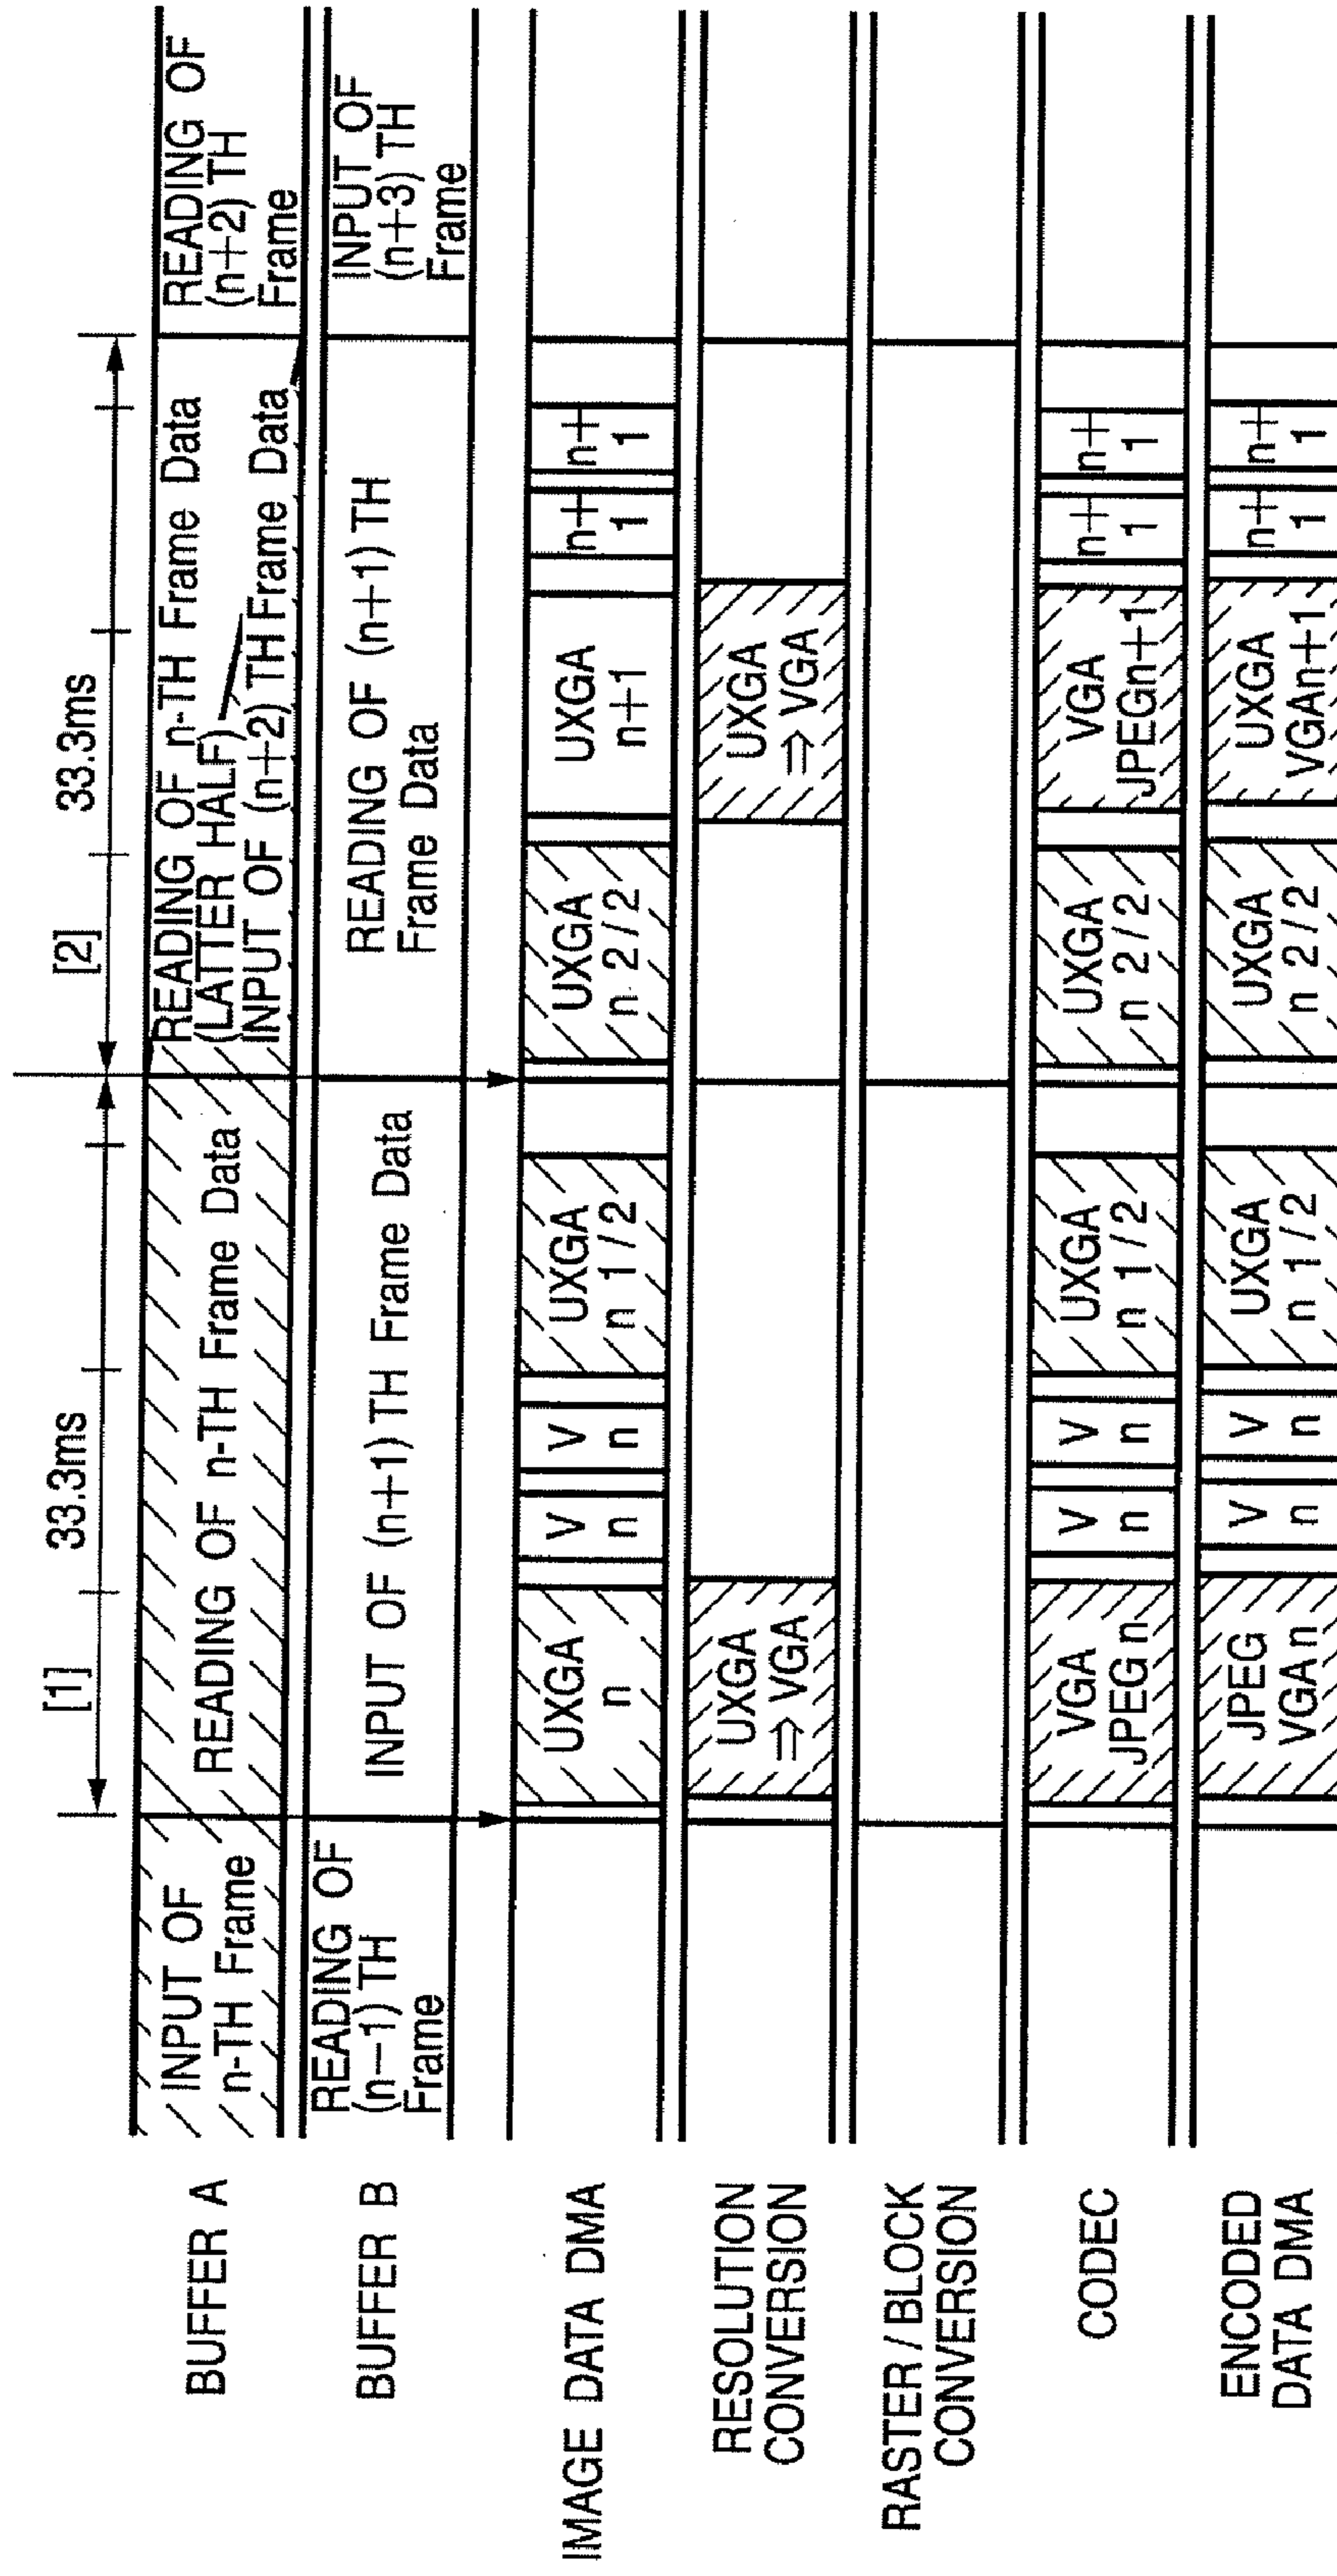 [1] 33.3ms [2] 33.3ms
BUFFER A
INPUT OF
n-TH Frame
READING OF n-TH Frame Data
READING OF n-TH Frame Data
(LATTER HALF)
INPUT OF (n+2) TH Frame Data
READING OF
(n+2) TH
Frame
BUFFER B
READING OF
(n−1) TH
Frame
INPUT OF (n+1) TH Frame Data
READING OF (n+1) TH
Frame Data
INPUT OF
(n+3) TH
Frame
IMAGE DATA DMA
UXGA
n
V
n
V
n
UXGA
n 1/2
UXGA
n 2/2
UXGA
n+1
n+
1
n+
1
RESOLUTION
CONVERSION
UXGA
⇒ VGA
UXGA
⇒ VGA
RASTER/BLOCK
CONVERSION
CODEC
VGA
JPEG n
V
n
V
n
UXGA
n 1/2
UXGA
n 2/2
VGA
JPEGn+1
n+
1
n+
1
ENCODED
DATA DMA
JPEG
VGA n
V
n
V
n
UXGA
n 1/2
UXGA
n 2/2
UXGA
VGAn+1
n+
1
n+
1